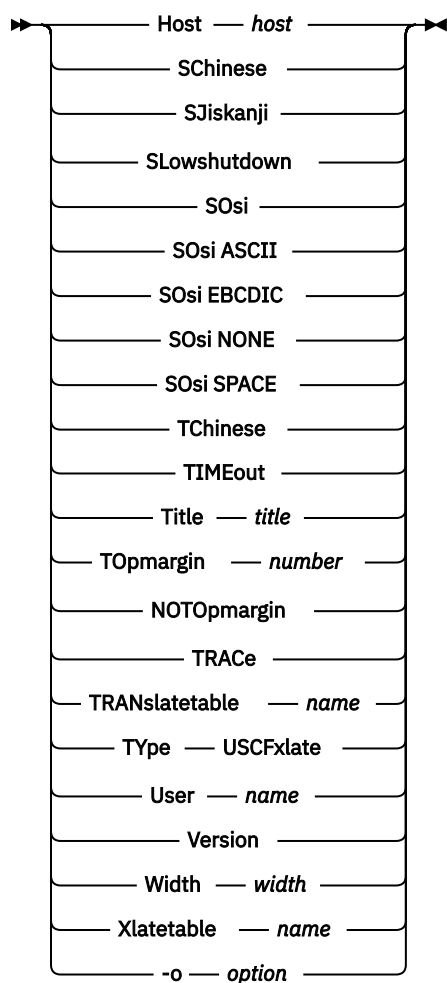 Host host
SChinese
SJiskanji
SLowshutdown
SOsi
SOsi ASCII
SOsi EBCDIC
SOsi NONE
SOsi SPACE
TChinese
TIMEout
Title title
TOpmargin number
NOTOpmargin
TRACe
TRANslatetable name
TYpe USCFxlate
User name
Version
Width width
Xlatetable name
-o option